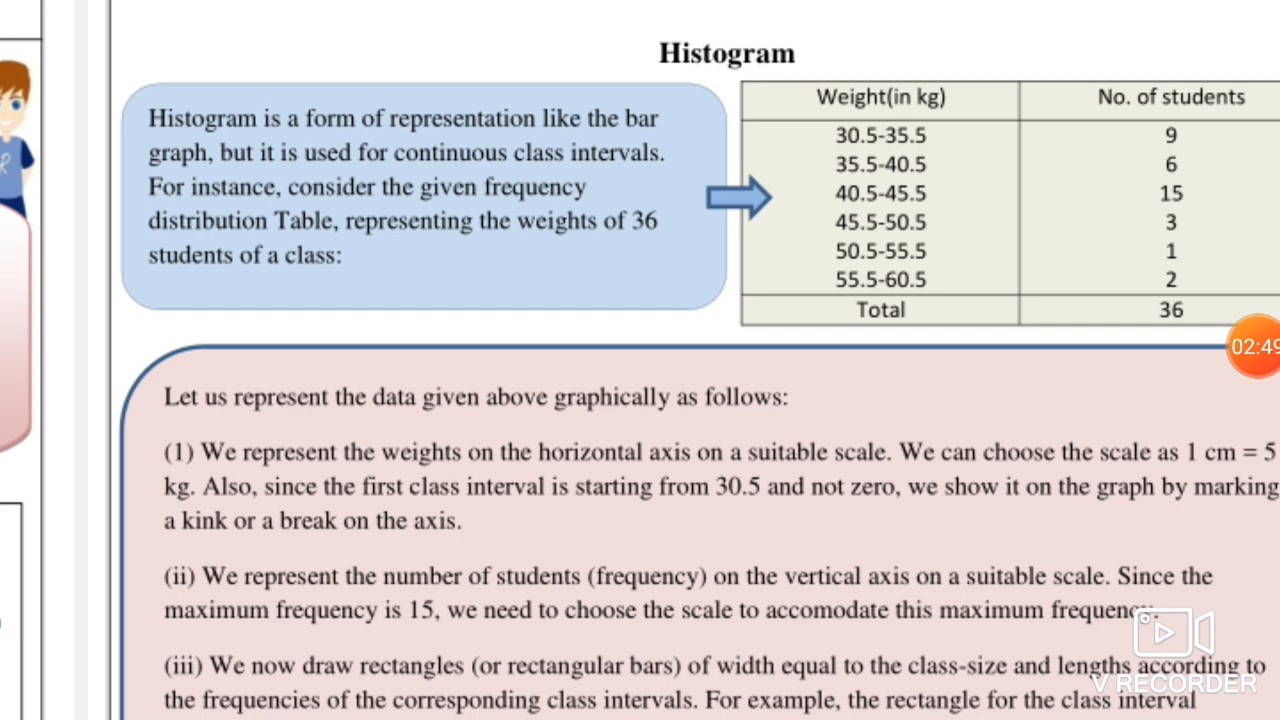 Histogram
Histogram is a form of representation like the bar
graph, but it is used for continuous class intervals.
For instance, consider the given frequency
distribution Table, representing the weights of 36
students of a class:
Weight(in kg) No. of students
30.5-35.5 9
35.5-40.5 6
40.5-45.5 15
45.5-50.5 3
50.5-55.5 1
55.5-60.5 2
Total 36
02:49
Let us represent the data given above graphically as follows:
(1) We represent the weights on the horizontal axis on a suitable scale. We can choose the scale as 1 cm = 5
kg. Also, since the first class interval is starting from 30.5 and not zero, we show it on the graph by marking
a kink or a break on the axis.
(ii) We represent the number of students (frequency) on the vertical axis on a suitable scale. Since the
maximum frequency is 15, we need to choose the scale to accomodate this maximum frequency.
(iii) We now draw rectangles (or rectangular bars) of width equal to the class-size and lengths according to
the frequencies of the corresponding class intervals. For example, the rectangle for the class interval
V RECORDER
R